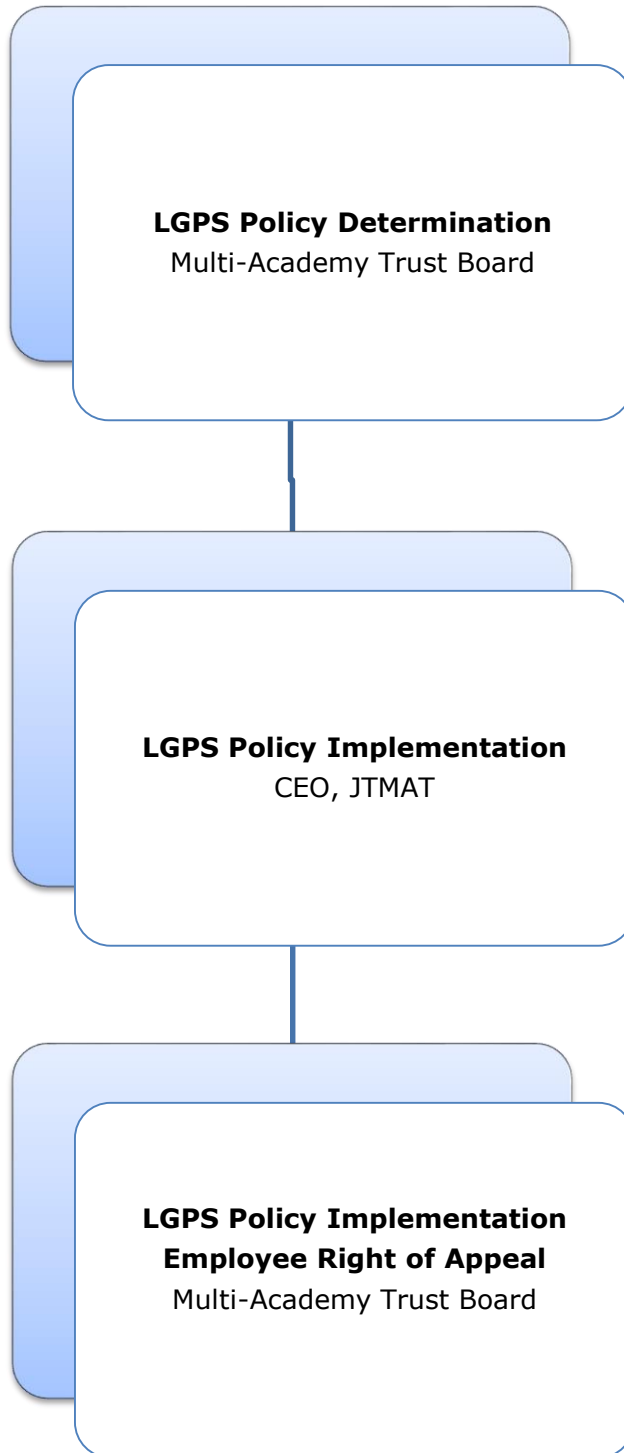 LGPS Policy Determination
Multi-Academy Trust Board
LGPS Policy Implementation
CEO, JTMAT
LGPS Policy Implementation
Employee Right of Appeal
Multi-Academy Trust Board